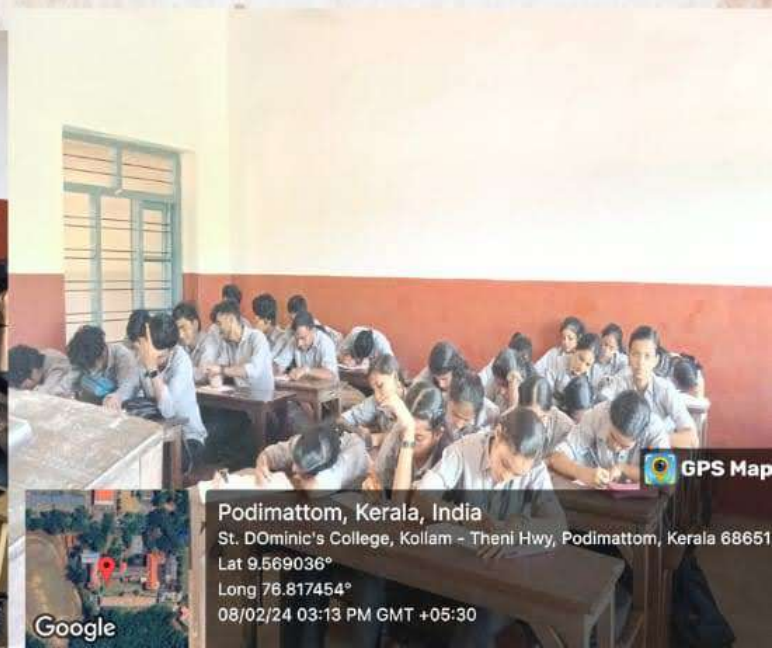 GPS Map
Podimattom, Kerala, India
St. DOminic's College, Kollam - Theni Hwy, Podimattom, Kerala 68651
Lat 9.569036°
Long 76.817454°
08/02/24 03:13 PM GMT +05:30
Google